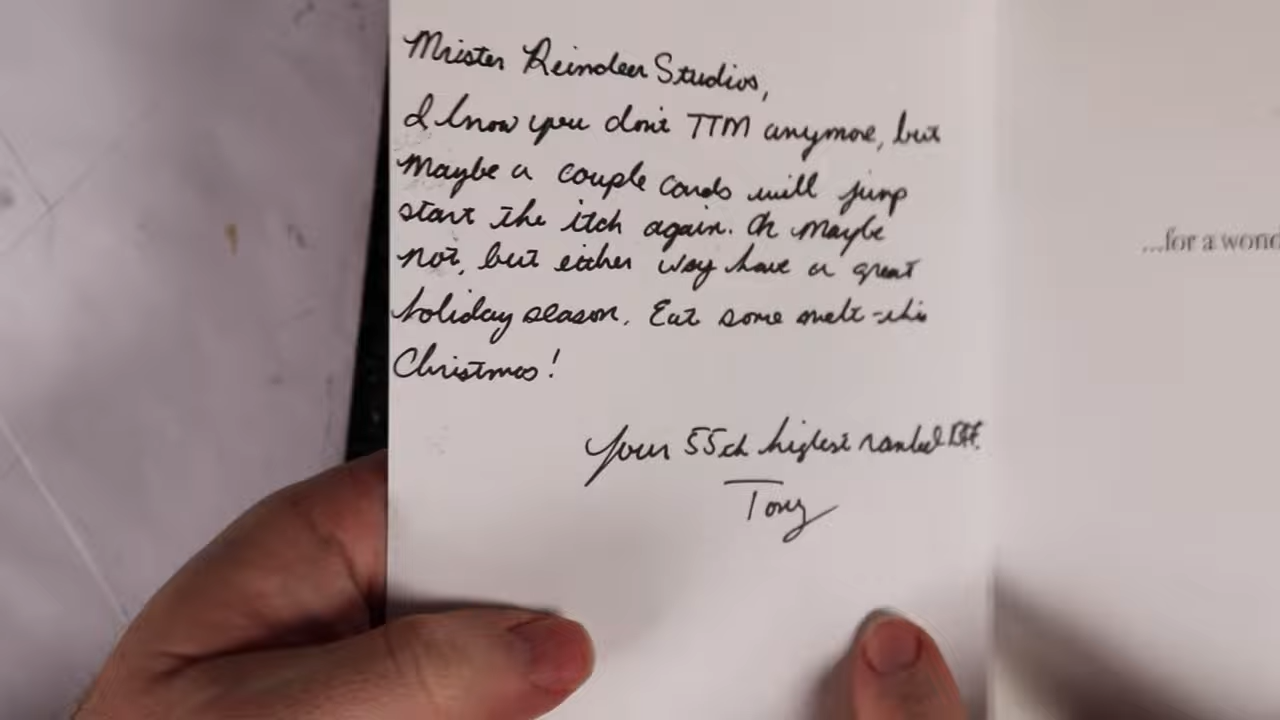 Mister Reindeer Studios,
I know you don't TTM anymore, but
maybe a couple cards will jump
start the itch again. Or maybe
not, but either way have a great
holiday season. Eat some melt this
Christmas!
Your 55th highest ranked BFF.
Tony
...for a wond